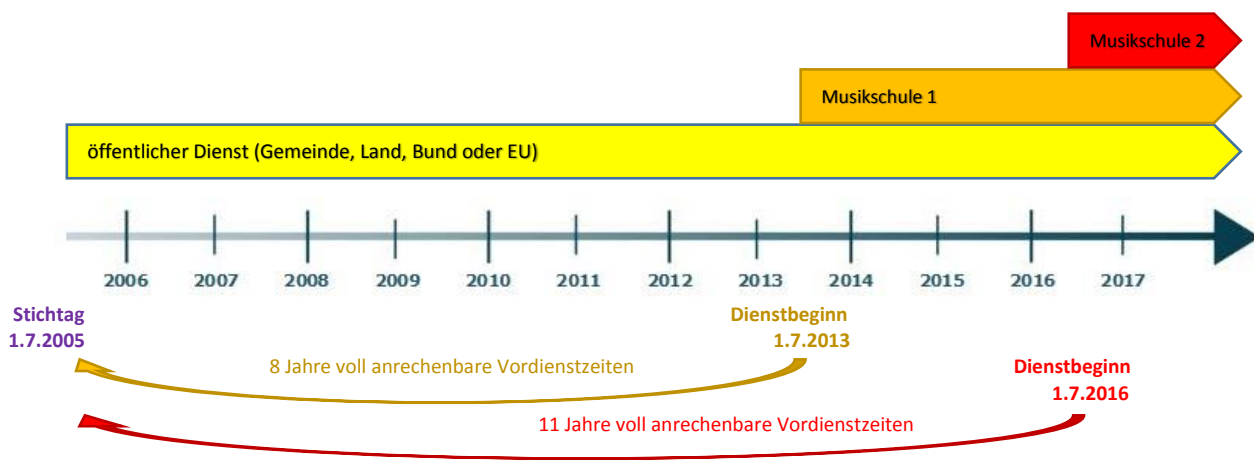 Musikschule 2
Musikschule 1
öffentlicher Dienst (Gemeinde, Land, Bund oder EU)
2006 2007 2008 2009 2010 2011 2012 2013 2014 2015 2016 2017
Stichtag
1.7.2005
Dienstbeginn
1.7.2013
8 Jahre voll anrechenbare Vordienstzeiten
Dienstbeginn
1.7.2016
11 Jahre voll anrechenbare Vordienstzeiten